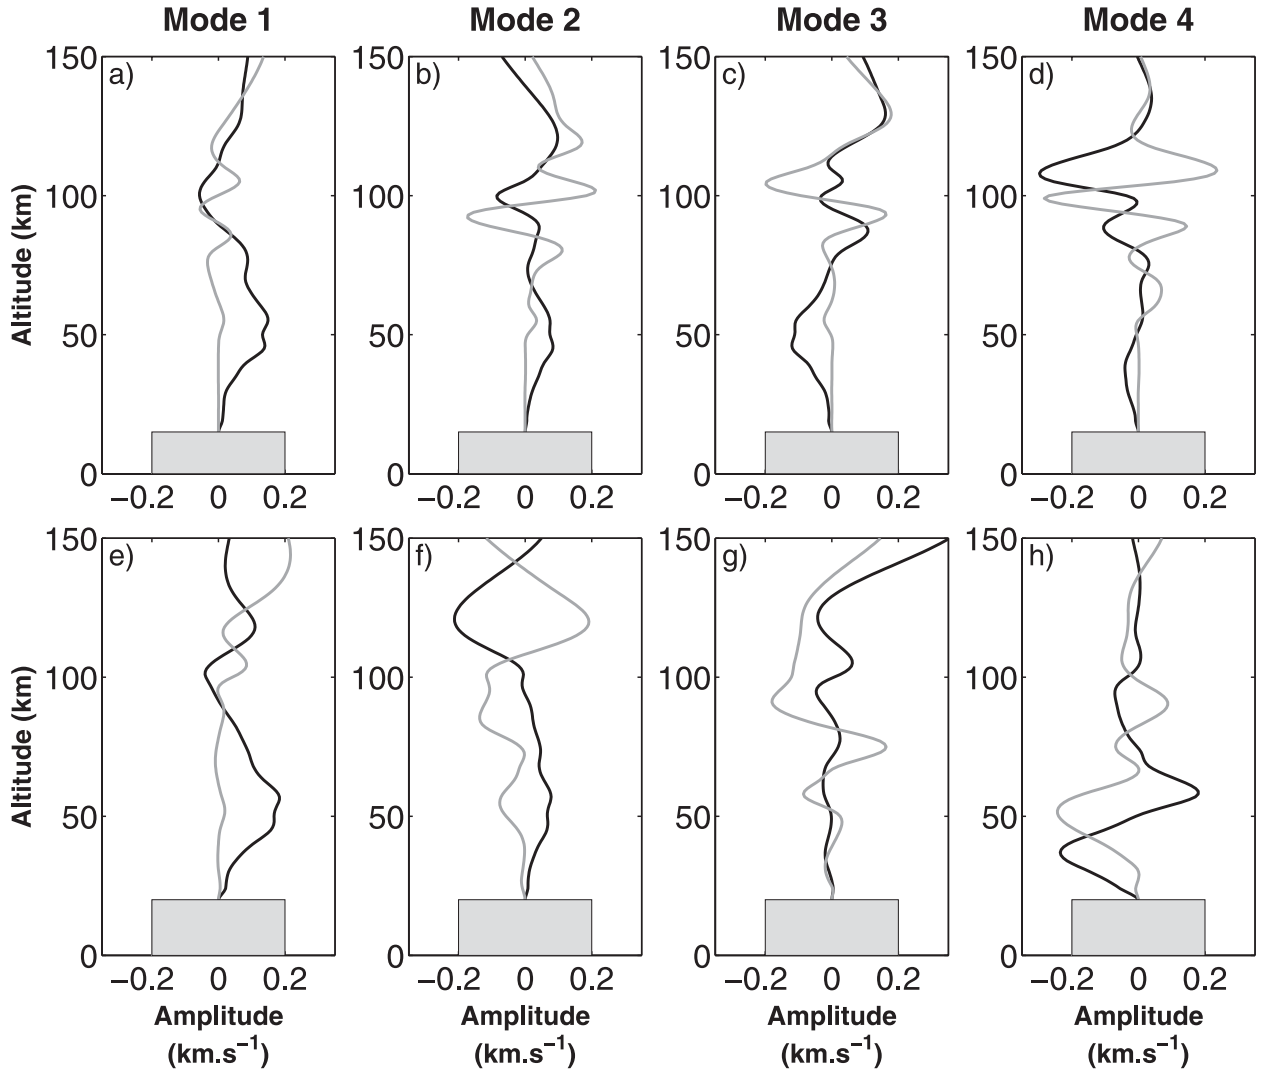 Mode 1 Mode 2 Mode 3 Mode 4
150 150 150 150
a) b) c) d)
100 100 100 100
Altitude (km)
50 50 50 50
0 0 0 0
−0.2 0 0.2 −0.2 0 0.2 −0.2 0 0.2 −0.2 0 0.2
150 150 150 150
e) f) g) h)
100 100 100 100
Altitude (km)
50 50 50 50
0 0 0 0
−0.2 0 0.2 −0.2 0 0.2 −0.2 0 0.2 −0.2 0 0.2
Amplitude Amplitude Amplitude Amplitude
(km.s⁻¹) (km.s⁻¹) (km.s⁻¹) (km.s⁻¹)